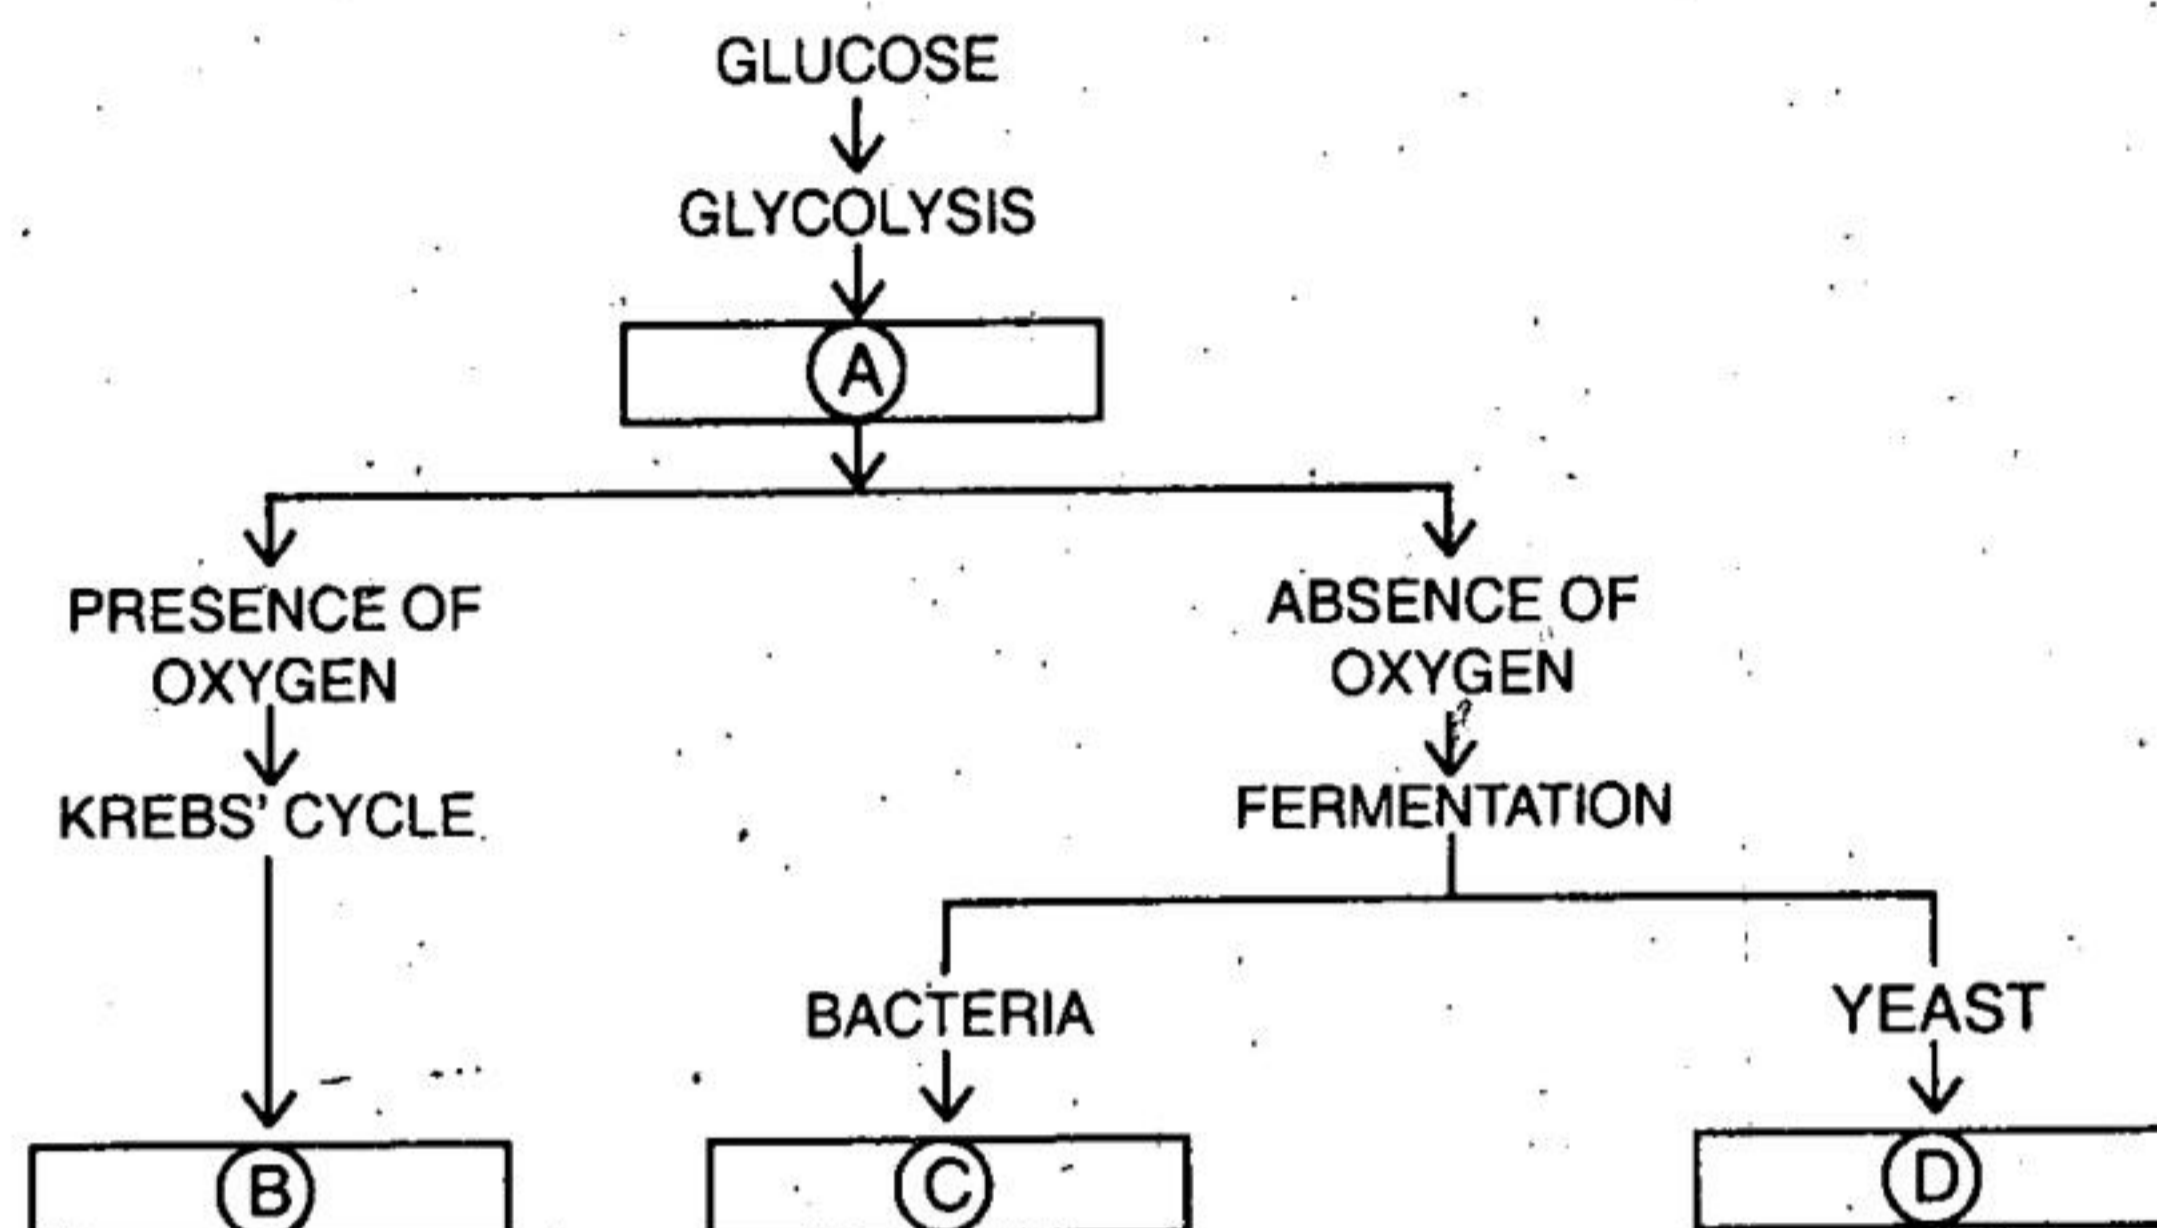 GLUCOSE
GLYCOLYSIS
A
PRESENCE OF
OXYGEN
ABSENCE OF
OXYGEN
KREBS' CYCLE
FERMENTATION
BACTERIA
YEAST
B
C
D